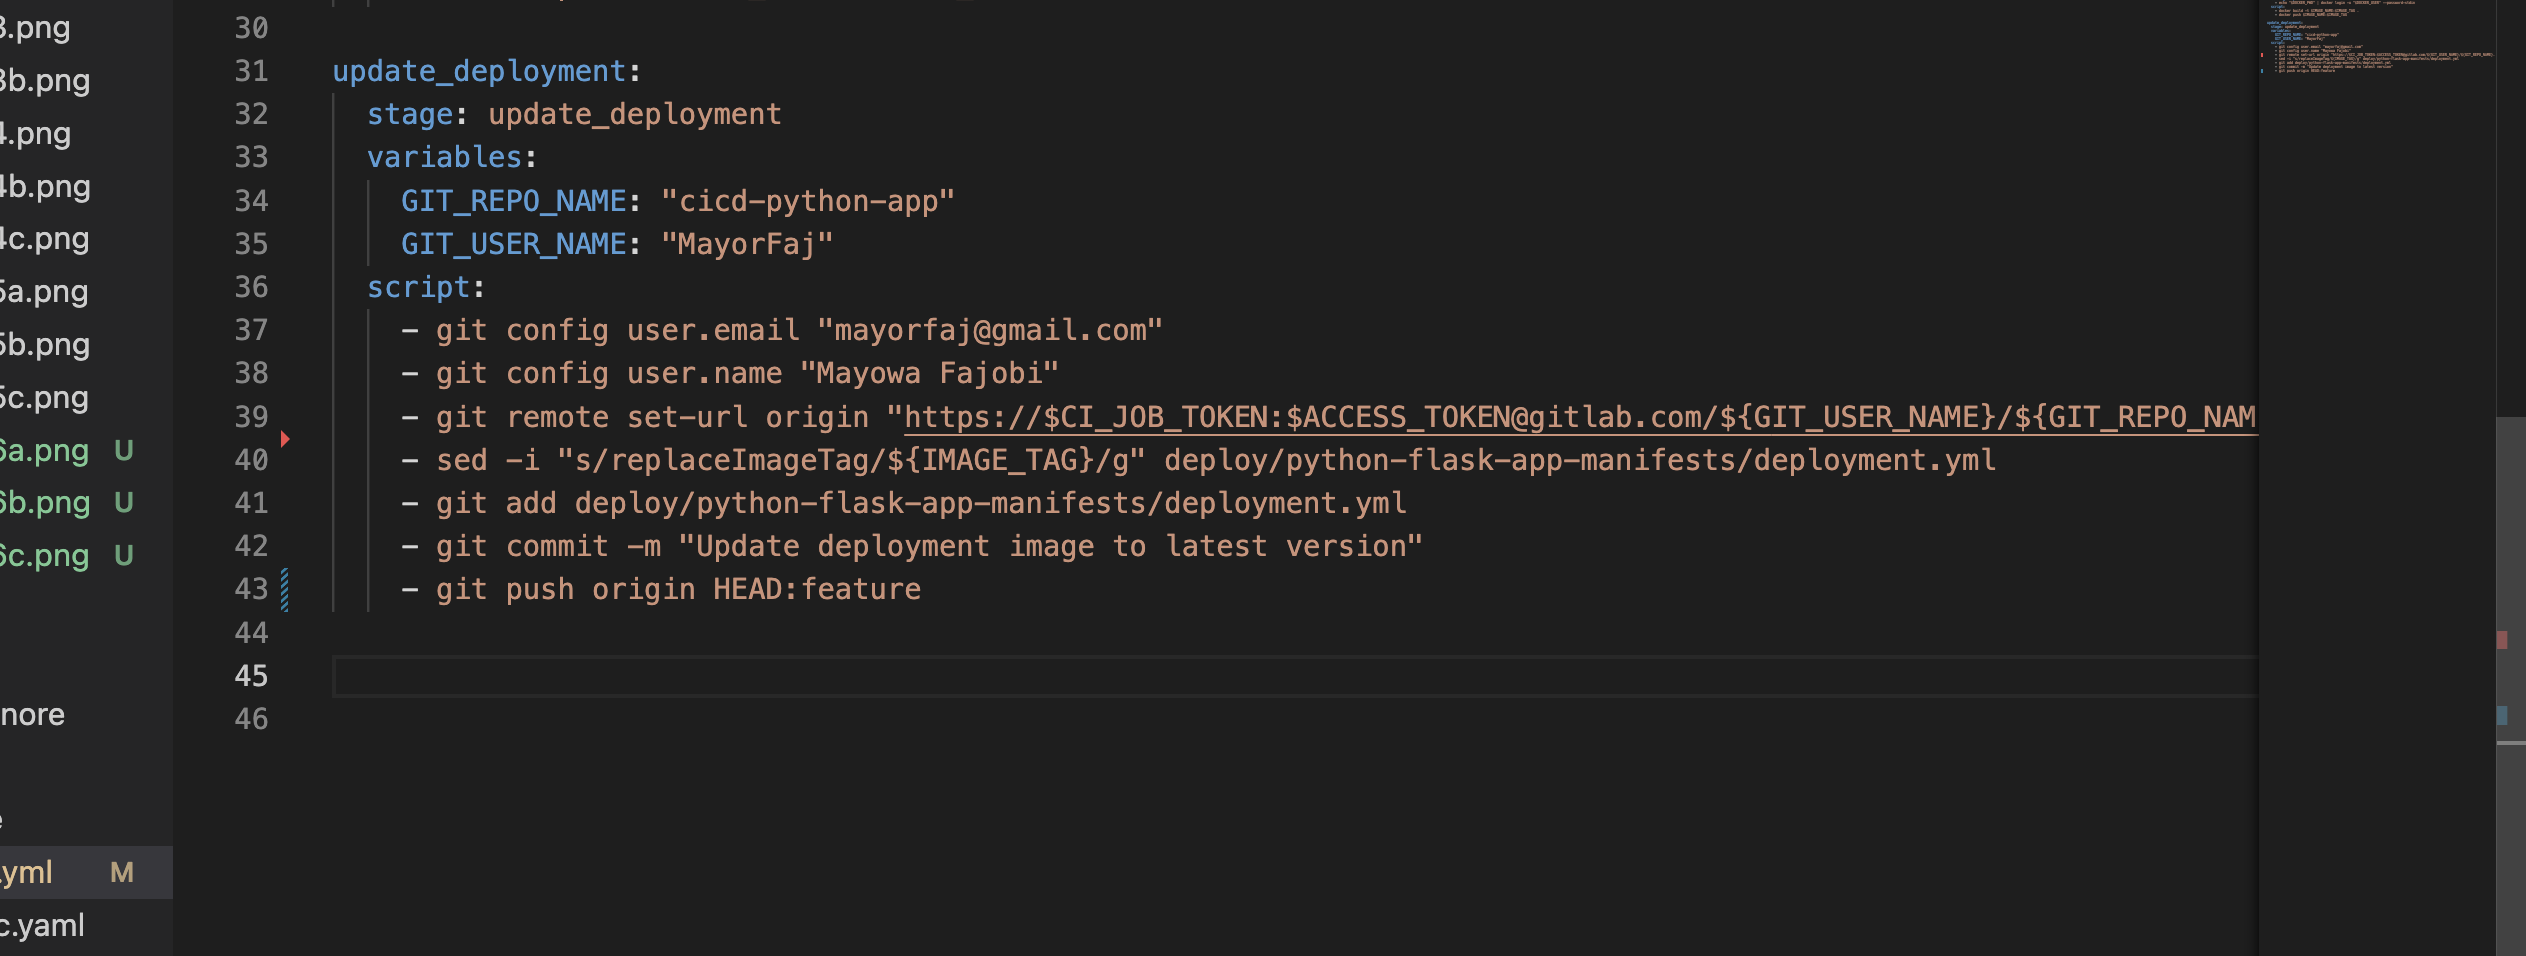 3.png
3b.png
4.png
4b.png
4c.png
5a.png
5b.png
5c.png
6a.png U
6b.png U
6c.png U
nore
.yml M
c.yaml
30
31 update_deployment:
32 stage: update_deployment
33 variables:
34 GIT_REPO_NAME: "cicd-python-app"
35 GIT_USER_NAME: "MayorFaj"
36 script:
37 - git config user.email "mayorfaj@gmail.com"
38 - git config user.name "Mayowa Fajobi"
39 - git remote set-url origin "https://$CI_JOB_TOKEN:$ACCESS_TOKEN@gitlab.com/${GIT_USER_NAME}/${GIT_REPO_NAM
40 - sed -i "s/replaceImageTag/${IMAGE_TAG}/g" deploy/python-flask-app-manifests/deployment.yml
41 - git add deploy/python-flask-app-manifests/deployment.yml
42 - git commit -m "Update deployment image to latest version"
43 - git push origin HEAD:feature
44
45
46